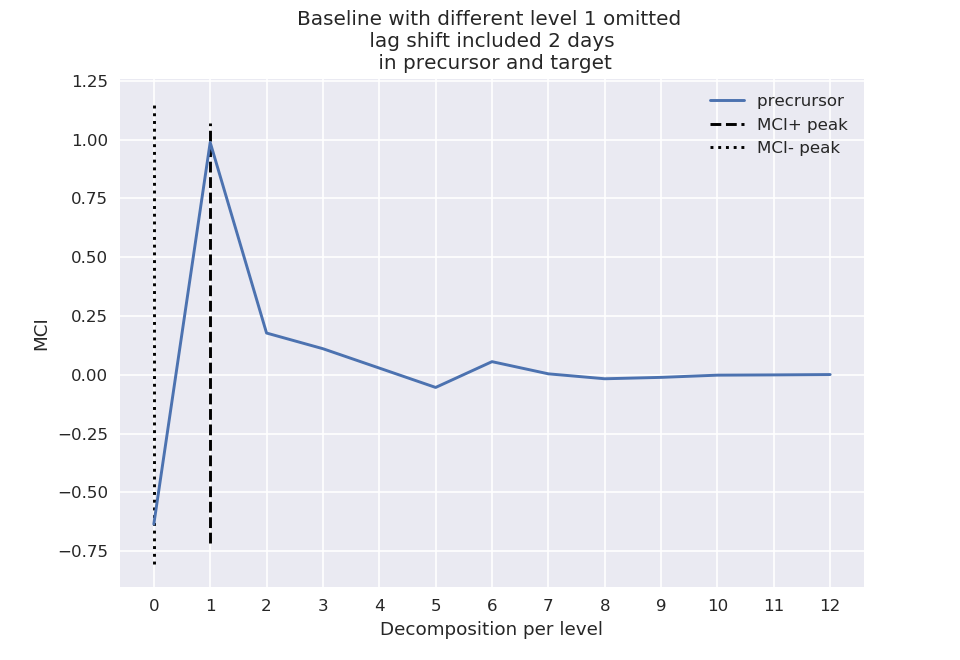 Baseline with different level 1 omitted
lag shift included 2 days
in precursor and target
precrursor
MCI+ peak
MCI- peak
MCI
1.25
1.00
0.75
0.50
0.25
0.00
−0.25
−0.50
−0.75
0 1 2 3 4 5 6 7 8 9 10 11 12
Decomposition per level